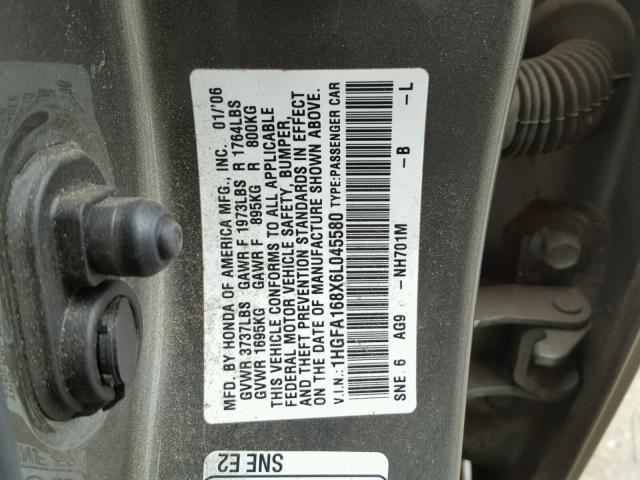 MFD. BY HONDA OF AMERICA MFG., INC. 01/'06
GVWR 3737LBS GAWR F 1973LBS R 1764LBS
GVWR 1695KG GAWR F 895KG R 800KG
THIS VEHICLE CONFORMS TO ALL APPLICABLE
FEDERAL MOTOR VEHICLE SAFETY, BUMPER,
AND THEFT PREVENTION STANDARDS IN EFFECT
ON THE DATE OF MANUFACTURE SHOWN ABOVE.
V.I.N.: 1HGFA168X6L045580 TYPE:PASSENGER CAR
SNE 6 AG9 -NH701M -B -L
SNE E2